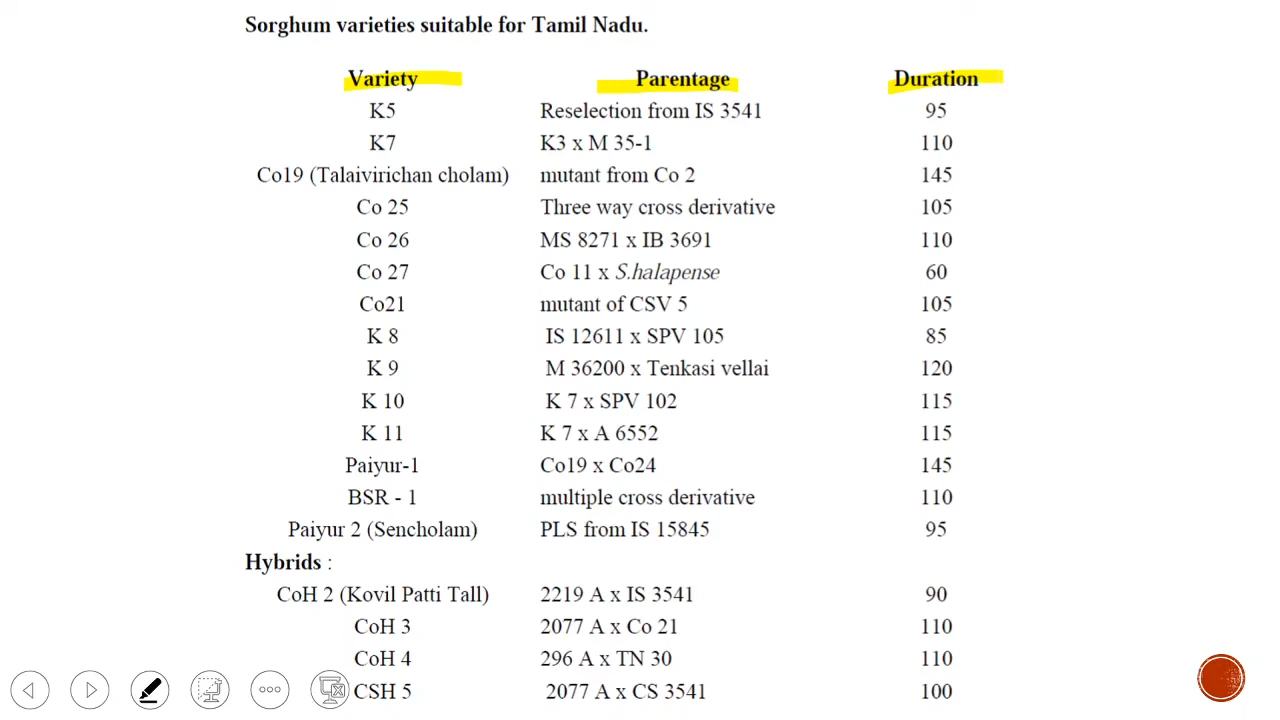 Sorghum varieties suitable for Tamil Nadu.
Variety Parentage Duration
K5 Reselection from IS 3541 95
K7 K3 x M 35-1 110
Co19 (Talaivirichan cholam) mutant from Co 2 145
Co 25 Three way cross derivative 105
Co 26 MS 8271 x IB 3691 110
Co 27 Co 11 x S.halapense 60
Co21 mutant of CSV 5 105
K 8 IS 12611 x SPV 105 85
K 9 M 36200 x Tenkasi vellai 120
K 10 K 7 x SPV 102 115
K 11 K 7 x A 6552 115
Paiyur-1 Co19 x Co24 145
BSR - 1 multiple cross derivative 110
Paiyur 2 (Sencholam) PLS from IS 15845 95
Hybrids :
CoH 2 (Kovil Patti Tall) 2219 A x IS 3541 90
CoH 3 2077 A x Co 21 110
CoH 4 296 A x TN 30 110
CSH 5 2077 A x CS 3541 100